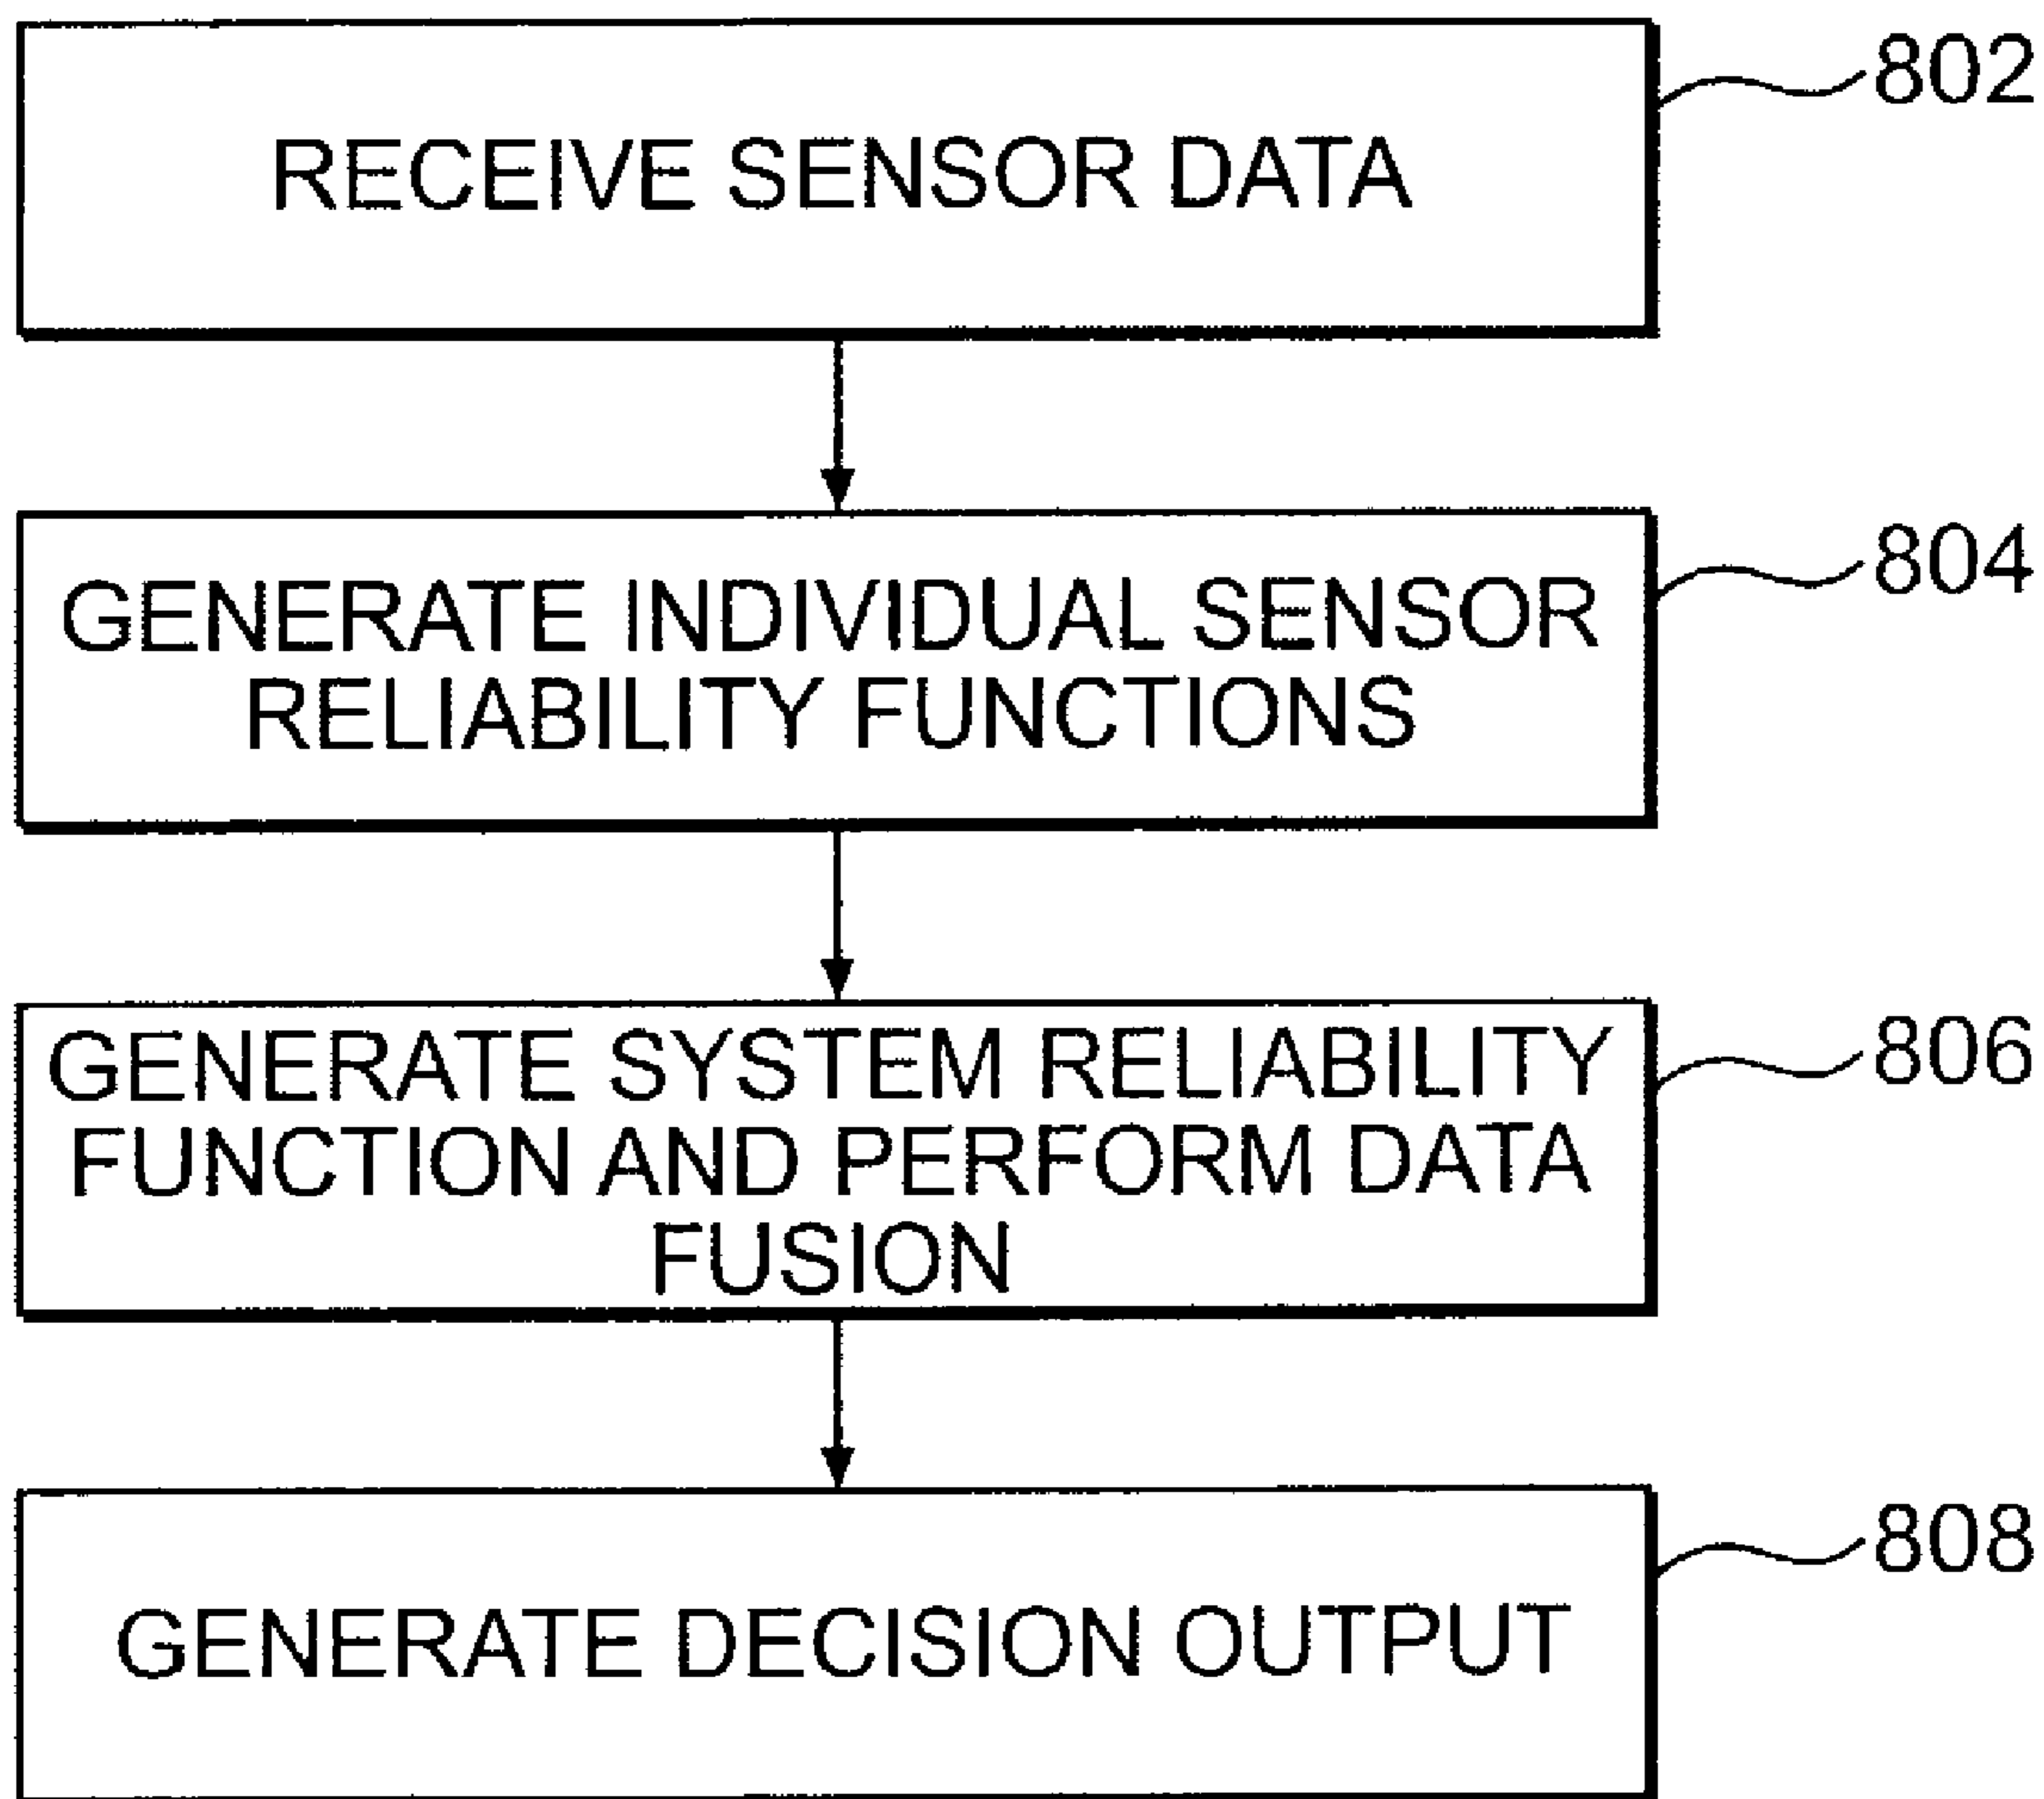 802
RECEIVE SENSOR DATA
804
GENERATE INDIVIDUAL SENSOR
RELIABILITY FUNCTIONS
806
GENERATE SYSTEM RELIABILITY
FUNCTION AND PERFORM DATA
FUSION
808
GENERATE DECISION OUTPUT